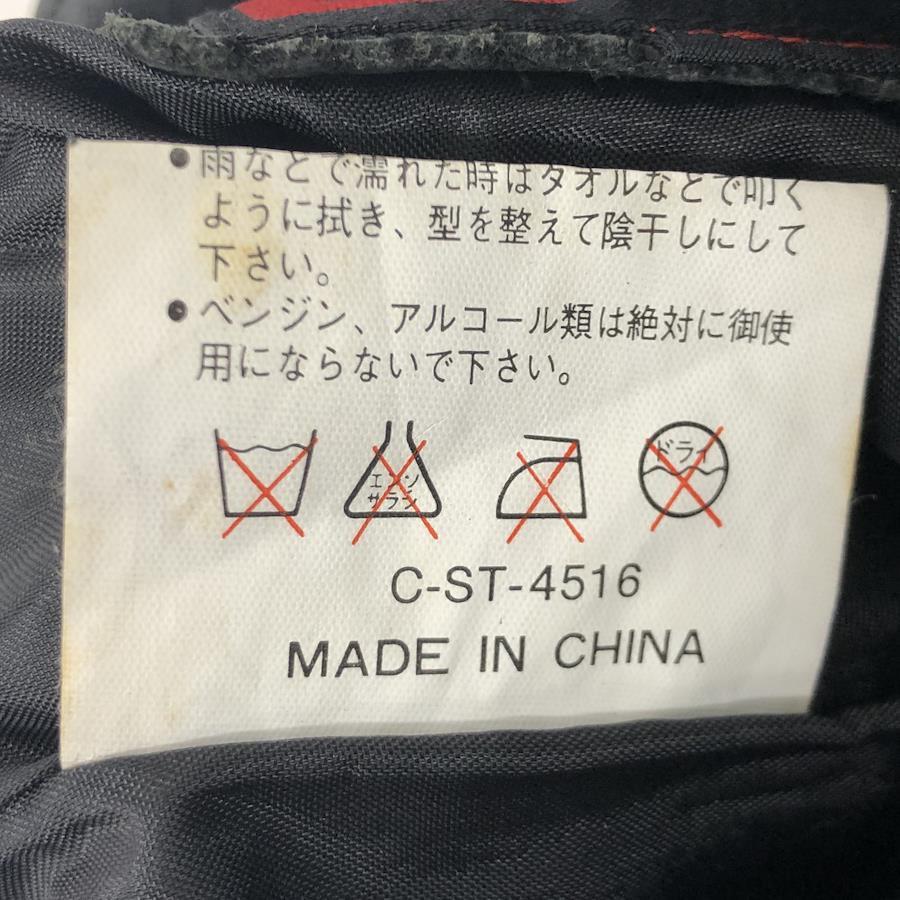 ●雨などで濡れた時はタオルなどで叩く
ように拭き、型を整えて陰干しにして
下さい。
●ベンジン、アルコール類は絶対に御使
用にならないで下さい。
エンソ
サラシ
ドライ
C-ST-4516
MADE IN CHINA